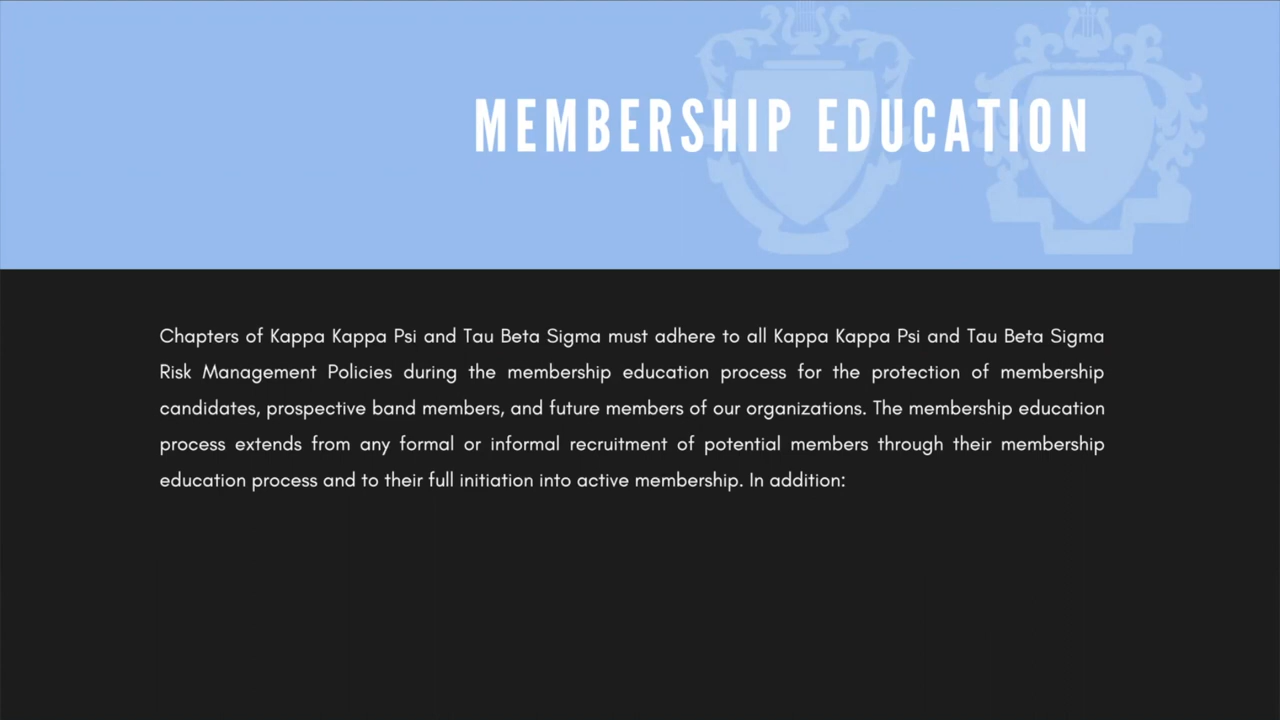 MEMBERSHIP EDUCATION
Chapters of Kappa Kappa Psi and Tau Beta Sigma must adhere to all Kappa Kappa Psi and Tau Beta Sigma
Risk Management Policies during the membership education process for the protection of membership
candidates, prospective band members, and future members of our organizations. The membership education
process extends from any formal or informal recruitment of potential members through their membership
education process and to their full initiation into active membership. In addition: